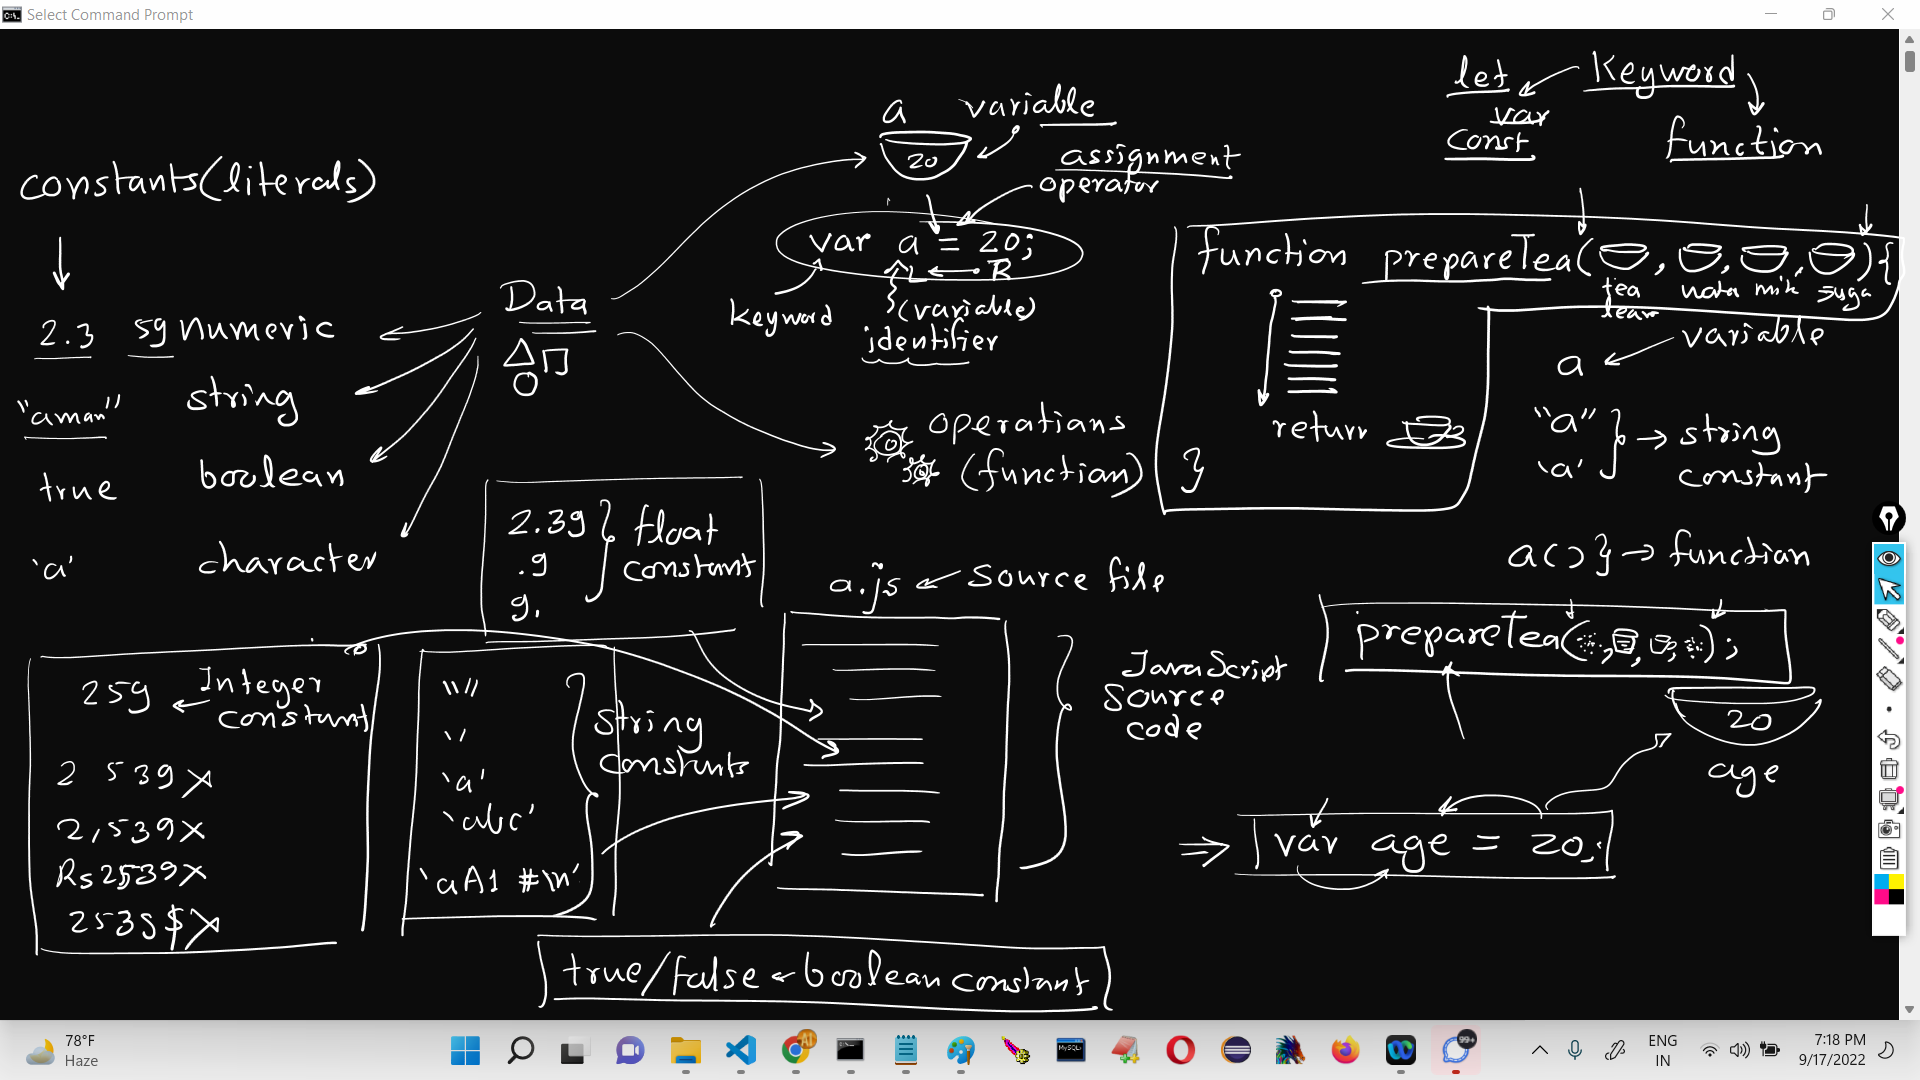 Select Command Prompt
constants(literals)
2.3 59 numeric
"aman" string
true boolean
'a' character
Data
a variable
20
assignment
operator
var a = 20;
L R
keyword
(variable)
identifier
operations
(function)
let
var
const
Keyword
function
function prepareTea( , , , ){
tea water milk
return
}
variable
a
"a"
'a'
string
constant
a() } → function
prepareTea( , , , );
20
age
var age = 20;
2.39
.9
9.
float
constant
a.js source file
JavaScript
source
code
259 Integer
constant
2 539 x
2,539 x
Rs2539 x
2539$ x
""
''
'a'
'abc'
'aA1 #\n'
string
constants
true/false boolean constant
78°F
Haze
99+
ENG
IN
7:18 PM
9/17/2022